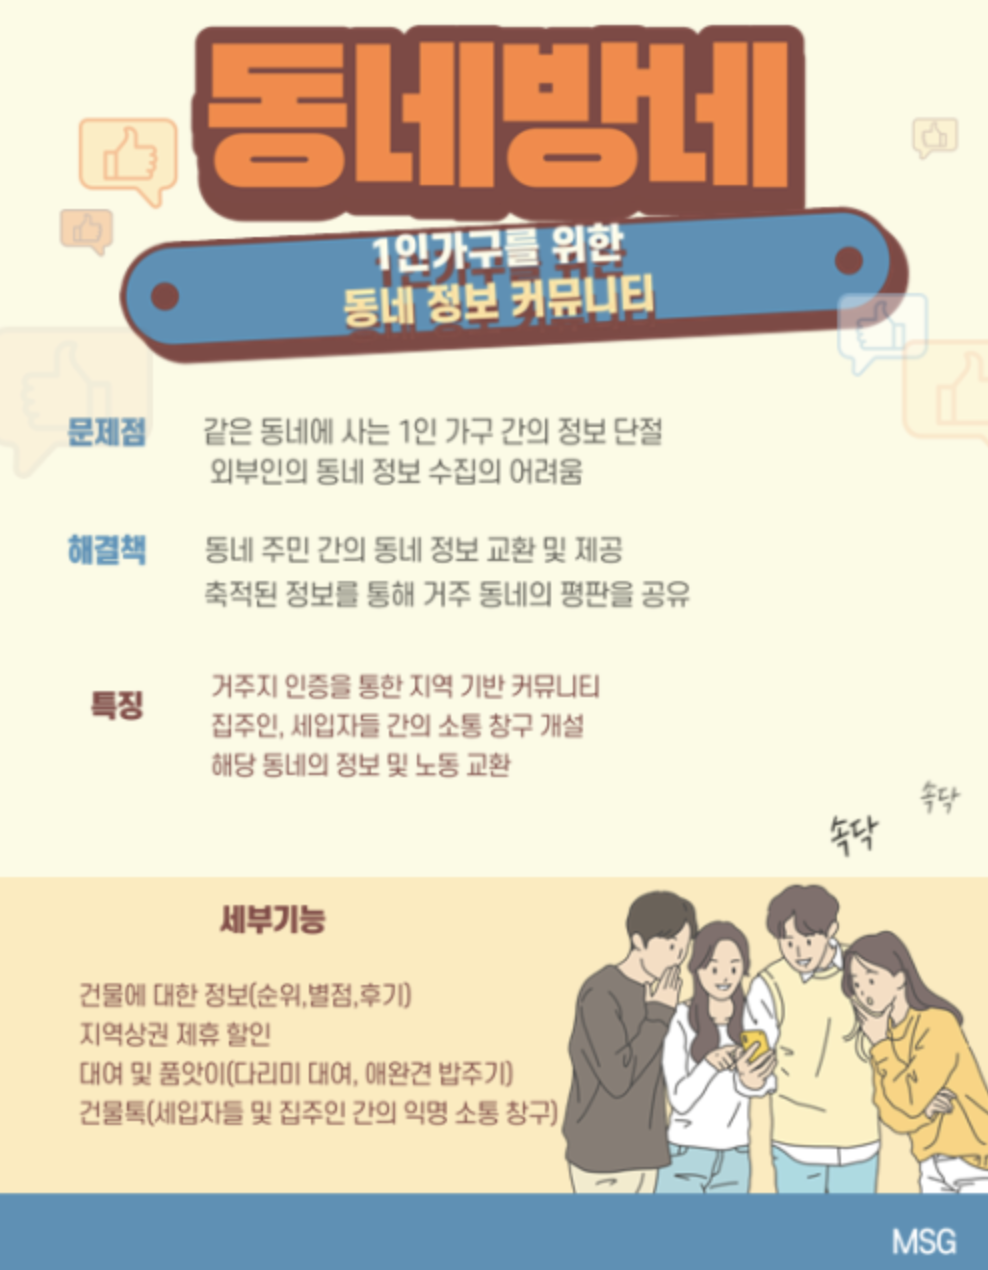 동네방네
1인가구를 위한
동네 정보 커뮤니티
문제점
같은 동네에 사는 1인 가구 간의 정보 단절
외부인의 동네 정보 수집의 어려움
해결책
동네 주민 간의 동네 정보 교환 및 제공
축적된 정보를 통해 거주 동네의 평판을 공유
특징
거주지 인증을 통한 지역 기반 커뮤니티
집주인, 세입자들 간의 소통 창구 개설
해당 동네의 정보 및 노동 교환
속닥
속닥
세부기능
건물에 대한 정보(순위,별점,후기)
지역상권 제휴 할인
대여 및 품앗이(다리미 대여, 애완견 밥주기)
건물톡(세입자들 및 집주인 간의 익명 소통 창구)
MSG